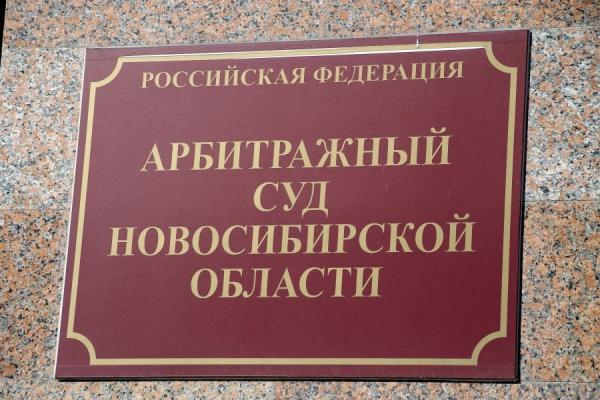 РОССИЙСКАЯ ФЕДЕРАЦИЯ
АРБИТРАЖНЫЙ
СУД
НОВОСИБИРСКОЙ
ОБЛАСТИ